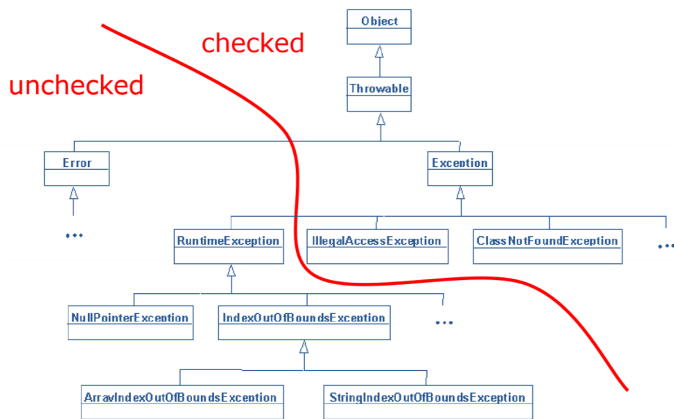 Object
checked
unchecked
Throwable
Error
Exception
...
RuntimeException
IllegalAccessException
ClassNotFoundException
...
NullPointerException
IndexOutOfBoundsException
...
ArrayIndexOutOfBoundsException
StringIndexOutOfBoundsException